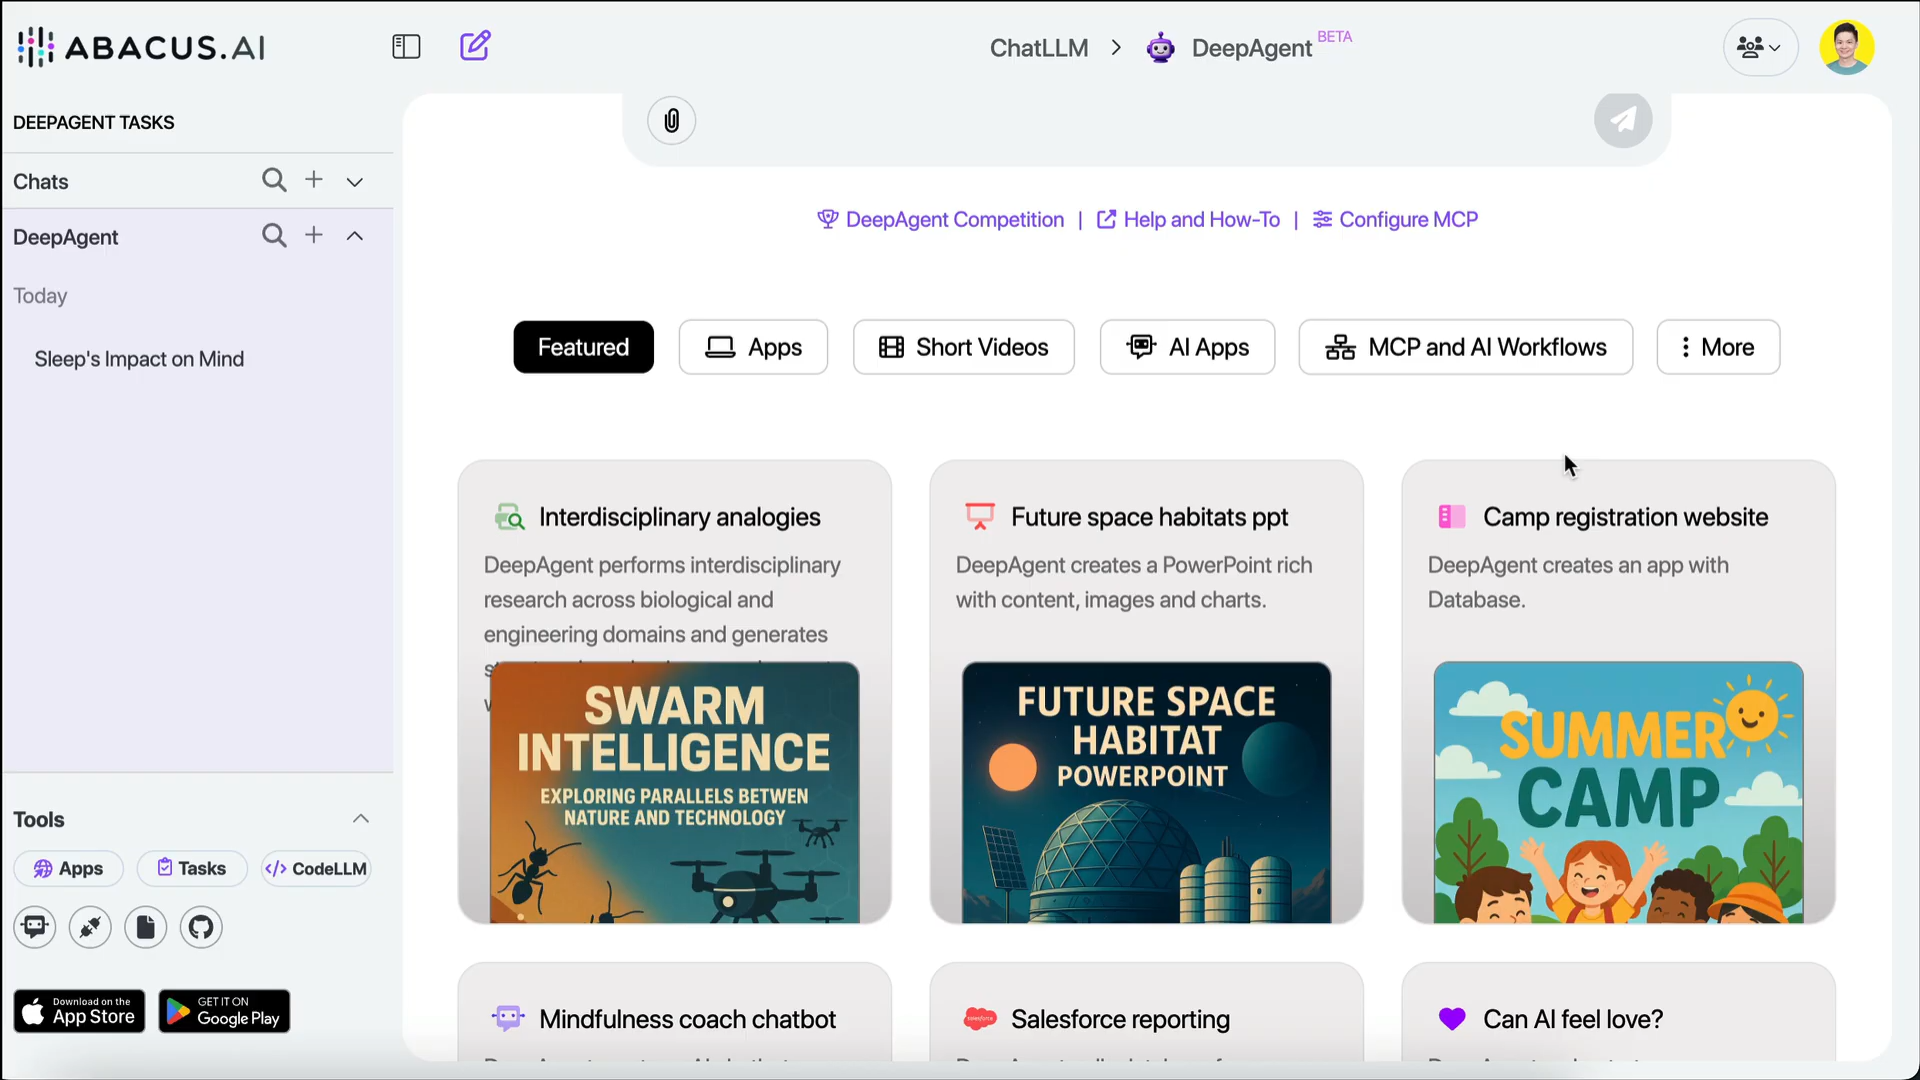 ABACUS.AI
ChatLLM > DeepAgent BETA
DEEPAGENT TASKS
Chats
DeepAgent
Today
Sleep's Impact on Mind
DeepAgent Competition | Help and How-To | Configure MCP
Featured
Apps
Short Videos
AI Apps
MCP and AI Workflows
More
Interdisciplinary analogies
DeepAgent performs interdisciplinary
research across biological and
engineering domains and generates
SWARM
INTELLIGENCE
EXPLORING PARALLELS BETWEN
NATURE AND TECHNOLOGY
Future space habitats ppt
DeepAgent creates a PowerPoint rich
with content, images and charts.
FUTURE SPACE
HABITAT
POWERPOINT
Camp registration website
DeepAgent creates an app with
Database.
SUMMER
CAMP
Mindfulness coach chatbot
Salesforce reporting
Can AI feel love?
Tools
Apps
Tasks
</> CodeLLM
Download on the
App Store
GET IT ON
Google Play